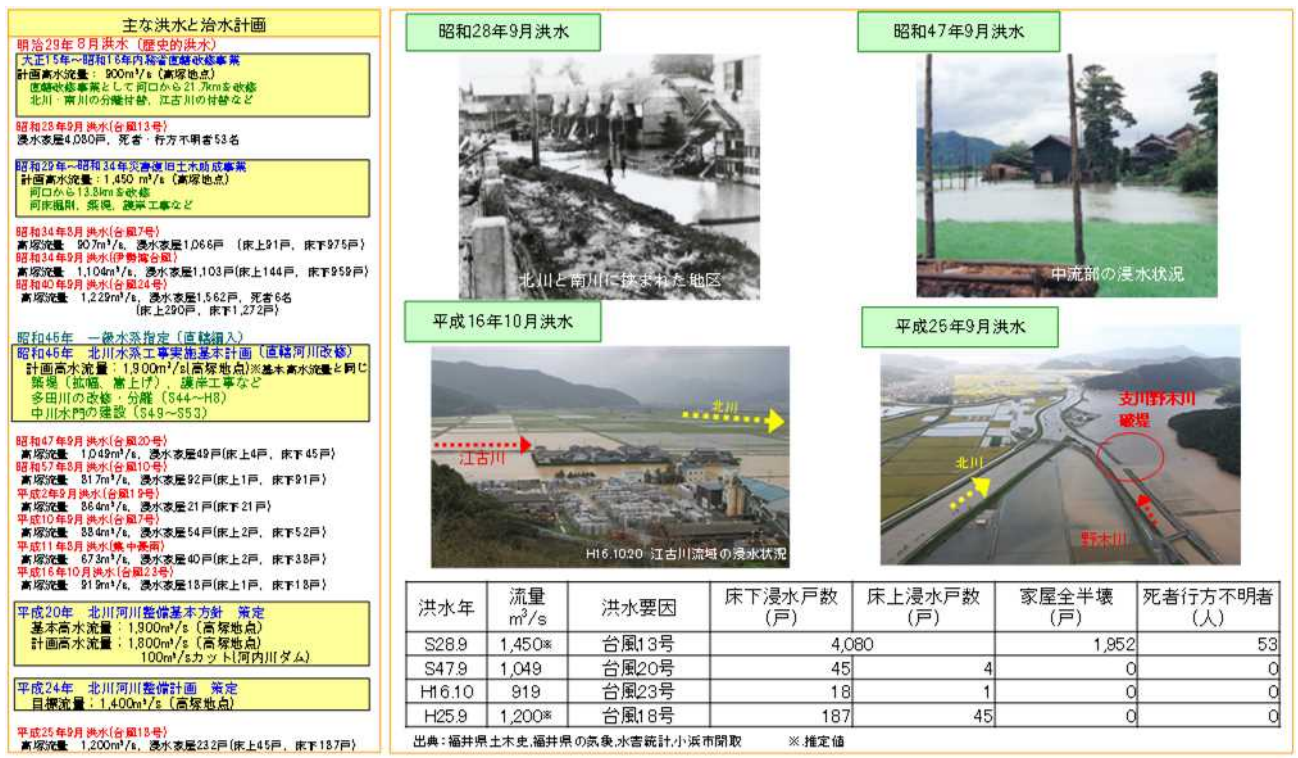 主な洪水と治水計画
明治29年8月洪水（歴史的洪水）
大正15年～昭和16年内務省直轄改修事業
計画高水流量：900m³/s（高塚地点）
直轄改修事業として河口から21.7kmを改修
北川・南川の分離付替、江古川の付替など
昭和28年9月洪水(台風13号)
浸水家屋4,080戸，死者・行方不明者53名
昭和29年～昭和34年災害復旧土木助成事業
計画高水流量：1,450 m³/s（高塚地点）
河口から13.8kmを改修
河床掘削、築堤、護岸工事など
昭和34年8月洪水(台風7号)
高塚流量 907m³/s，浸水家屋1,066戸（床上91戸，床下975戸）
昭和34年9月洪水(伊勢湾台風)
高塚流量 1,104m³/s，浸水家屋1,103戸(床上144戸，床下959戸)
昭和40年9月洪水(台風24号)
高塚流量 1,229m³/s，浸水家屋1,562戸，死者6名
(床上290戸，床下1,272戸)
昭和45年 一級水系指定（直轄編入）
昭和46年 北川水系工事実施基本計画（直轄河川改修）
計画高水流量：1,900m³/s(高塚地点)※基本高水流量と同じ
築堤（拡幅、嵩上げ）、護岸工事など
多田川の改修・分離（S44～H8）
中川水門の建設（S49～S53）
昭和47年9月洪水(台風20号)
高塚流量 1,049m³/s，浸水家屋49戸(床上4戸，床下45戸)
昭和57年8月洪水(台風10号)
高塚流量 817m³/s，浸水家屋92戸(床上1戸，床下91戸)
平成2年9月洪水(台風19号)
高塚流量 864m³/s，浸水家屋21戸(床下21戸)
平成10年9月洪水(台風7号)
高塚流量 884m³/s，浸水家屋54戸(床上2戸，床下52戸)
平成11年8月洪水(集中豪雨)
高塚流量 673m³/s，浸水家屋40戸(床上2戸，床下38戸)
平成16年10月洪水(台風23号)
高塚流量 919m³/s，浸水家屋18戸(床上1戸，床下18戸)
平成20年 北川河川整備基本方針 策定
基本高水流量：1,900m³/s（高塚地点）
計画高水流量：1,800m³/s（高塚地点）
100m³/sカット(河内川ダム)
平成24年 北川河川整備計画 策定
目標流量：1,400m³/s（高塚地点）
平成25年9月洪水(台風18号)
高塚流量 1,200m³/s，浸水家屋232戸(床上45戸，床下187戸)
昭和28年9月洪水
北川と南川に挟まれた地区
昭和47年9月洪水
中流部の浸水状況
平成16年10月洪水
北川
江古川
H16.10.20 江古川流域の浸水状況
平成25年9月洪水
支川野木川
破堤
北川
野木川
洪水年 流量 m³/s 洪水要因 床下浸水戸数（戸） 床上浸水戸数（戸） 家屋全半壊（戸） 死者行方不明者（人）
S28.9 1,450※ 台風13号 4,080 1,952 53
S47.9 1,049 台風20号 45 4 0 0
H16.10 919 台風23号 18 1 0 0
H25.9 1,200※ 台風18号 187 45 0 0
出典：福井県土木史,福井県の気象,水害統計,小浜市聞取 ※推定値